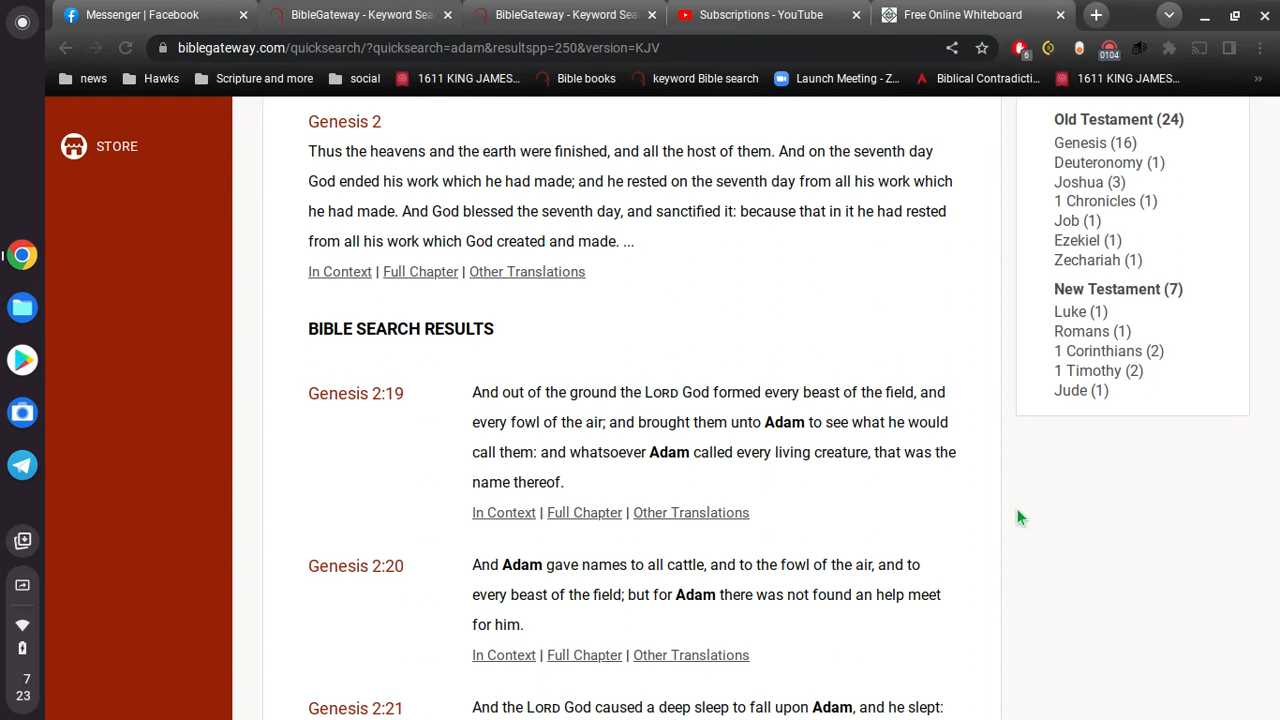 Messenger | Facebook
BibleGateway - Keyword Sea
BibleGateway - Keyword Sea
Subscriptions - YouTube
Free Online Whiteboard
biblegateway.com/quicksearch/?quicksearch=adam&resultspp=250&version=KJV
6
0104
news
Hawks
Scripture and more
social
1611 KING JAMES...
Bible books
keyword Bible search
Launch Meeting - Z...
Biblical Contradicti...
1611 KING JAMES...
»
STORE
Genesis 2
Thus the heavens and the earth were finished, and all the host of them. And on the seventh day
God ended his work which he had made; and he rested on the seventh day from all his work which
he had made. And God blessed the seventh day, and sanctified it: because that in it he had rested
from all his work which God created and made. ...
In Context | Full Chapter | Other Translations
BIBLE SEARCH RESULTS
Genesis 2:19
And out of the ground the LORD God formed every beast of the field, and
every fowl of the air; and brought them unto Adam to see what he would
call them: and whatsoever Adam called every living creature, that was the
name thereof.
In Context | Full Chapter | Other Translations
Genesis 2:20
And Adam gave names to all cattle, and to the fowl of the air, and to
every beast of the field; but for Adam there was not found an help meet
for him.
In Context | Full Chapter | Other Translations
Genesis 2:21
And the LORD God caused a deep sleep to fall upon Adam, and he slept:
Old Testament (24)
Genesis (16)
Deuteronomy (1)
Joshua (3)
1 Chronicles (1)
Job (1)
Ezekiel (1)
Zechariah (1)
New Testament (7)
Luke (1)
Romans (1)
1 Corinthians (2)
1 Timothy (2)
Jude (1)
7
23